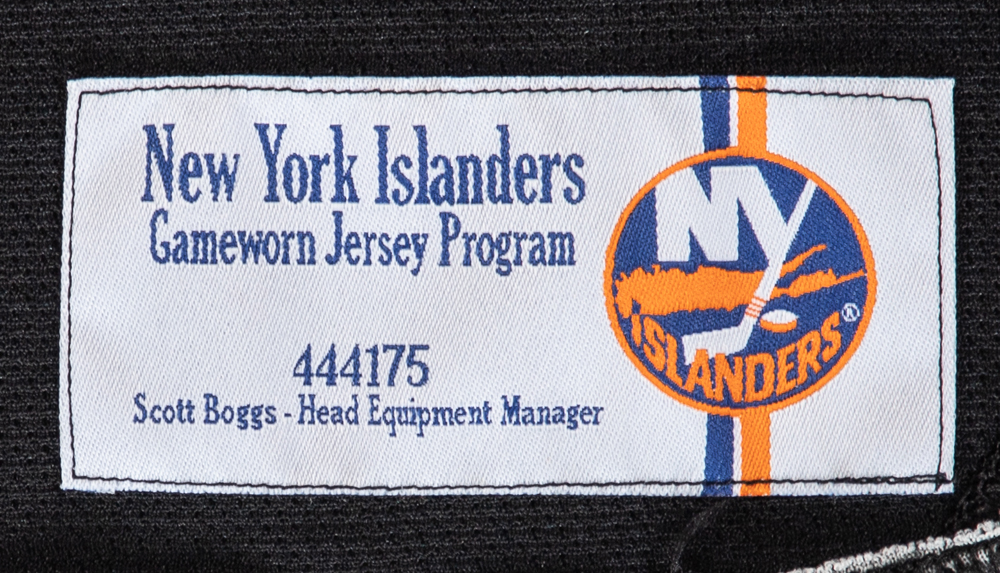 New York Islanders
Gameworn Jersey Program
444175
Scott Boggs - Head Equipment Manager
NY
ISLANDERS®